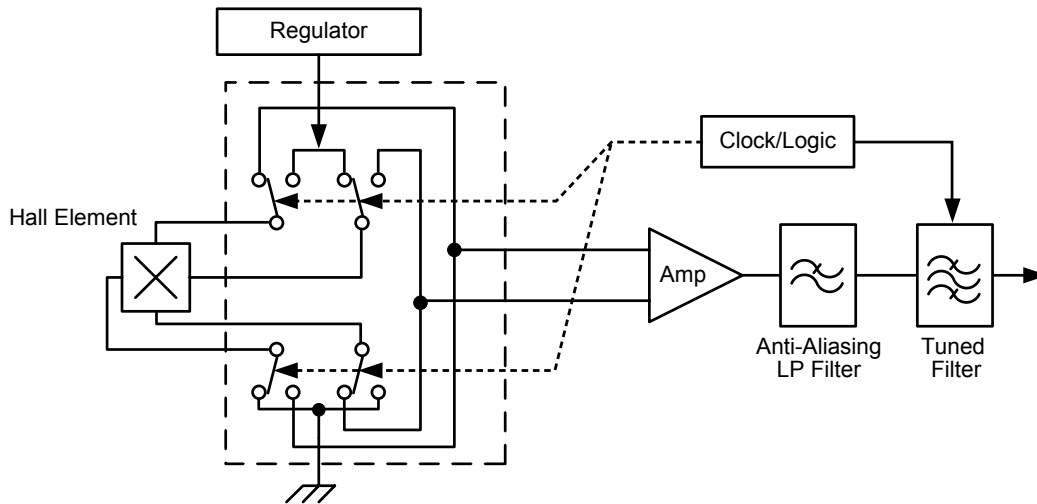 Regulator
Clock/Logic
Hall Element
Amp
Anti-Aliasing
LP Filter
Tuned
Filter